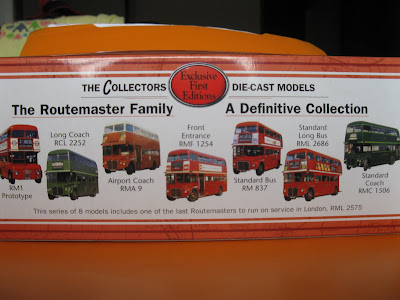 THE COLLECTORS
Exclusive
First
Editions
DIE-CAST MODELS
The Routemaster Family
A Definitive Collection
RM1
Prototype
Long Coach
RCL 2252
Airport Coach
RMA 9
Front
Entrance
RMF 1254
Standard Bus
RM 837
Standard
Long Bus
RML 2686
Standard
Coach
RMC 1506
This series of 8 models includes one of the last Routemasters to run on service in London, RML 2575